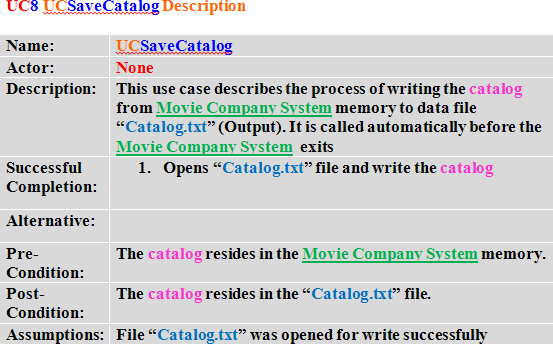 UC8 UCSaveCatalog Description
Name: UCSaveCatalog
Actor: None
Description: This use case describes the process of writing the catalog
from Movie Company System memory to data file
“Catalog.txt” (Output). It is called automatically before the
Movie Company System exits
Successful 1. Opens “Catalog.txt” file and write the catalog
Completion:
Alternative:
Pre- The catalog resides in the Movie Company System memory.
Condition:
Post- The catalog resides in the “Catalog.txt” file.
Condition:
Assumptions: File “Catalog.txt” was opened for write successfully